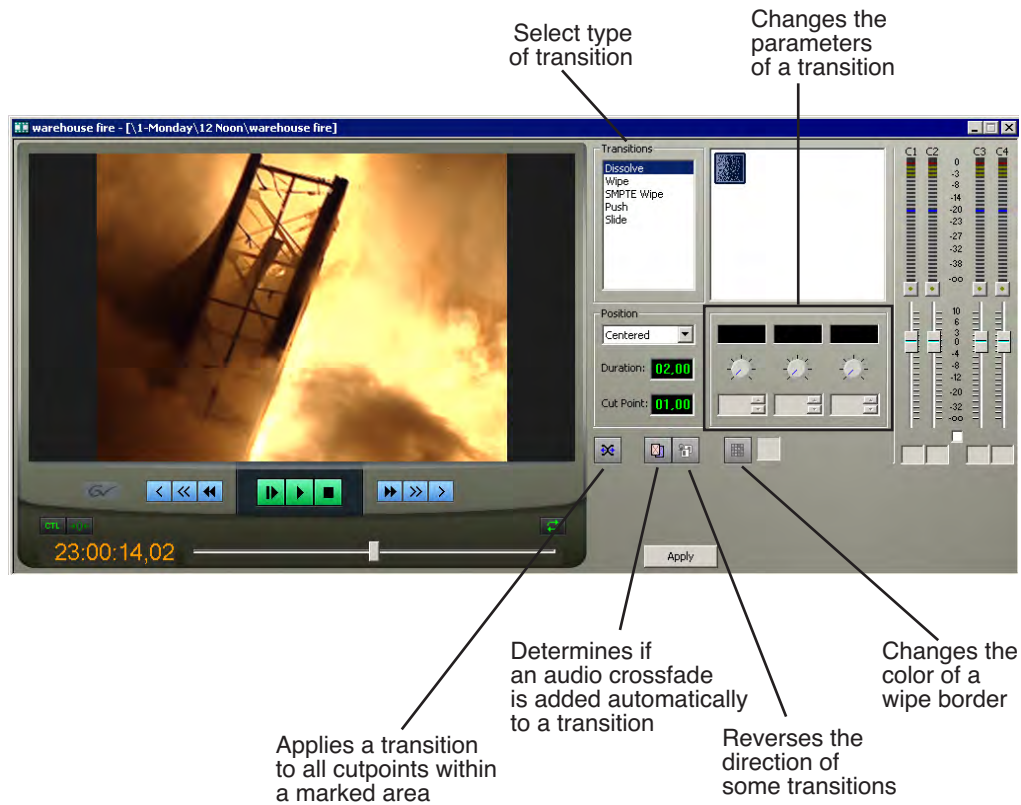 Select type
of transition
Changes the
parameters
of a transition
warehouse fire - [\1-Monday\12 Noon\warehouse fire]
Transitions
Dissolve
Wipe
SMPTE Wipe
Push
Slide
C1 C2 C3 C4
0
-3
-8
-14
-20
-23
-27
-32
-38
-oo
Position
Centered
Duration: 02,00
Cut Point: 01,00
10
6
3
0
-4
-8
-12
-20
-32
-oo
CTL
23:00:14,02
Apply
Determines if
an audio crossfade
is added automatically
to a transition
Changes the
color of a
wipe border
Applies a transition
to all cutpoints within
a marked area
Reverses the
direction of
some transitions